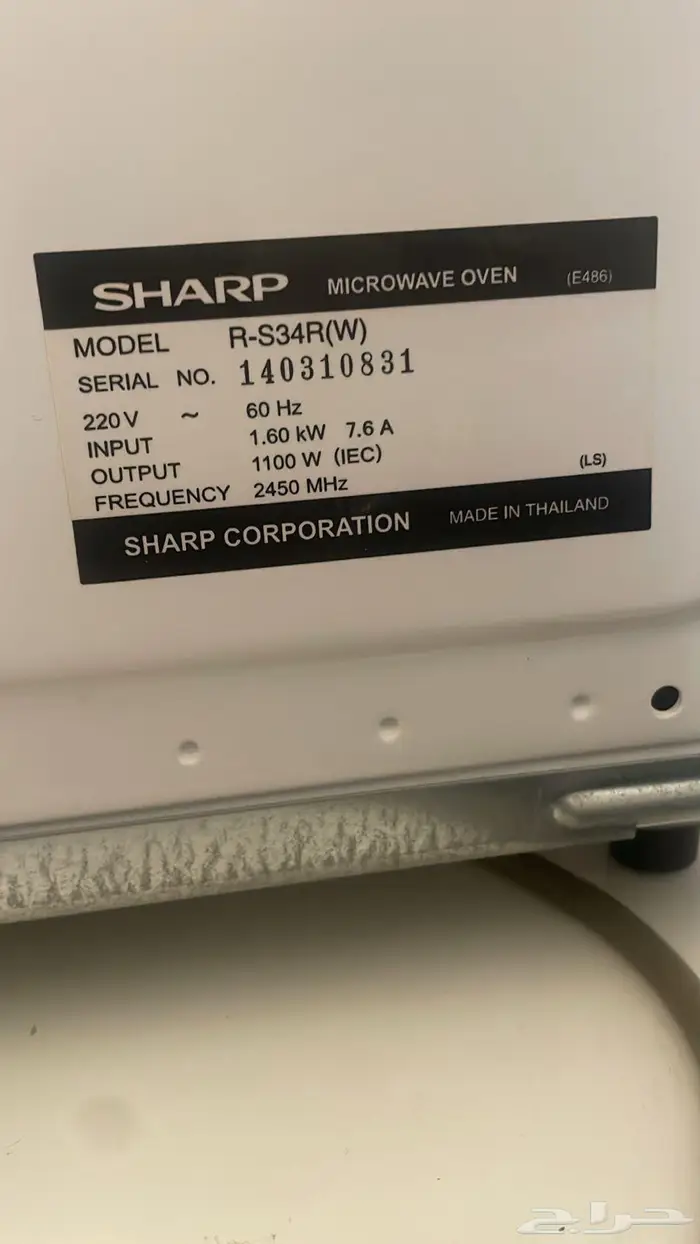 SHARP MICROWAVE OVEN (E486)
MODEL R-S34R(W)
SERIAL NO. 140310831
220V ~ 60 Hz
INPUT 1.60 kW 7.6 A
OUTPUT 1100 W (IEC)
FREQUENCY 2450 MHz (LS)
SHARP CORPORATION MADE IN THAILAND
حراج